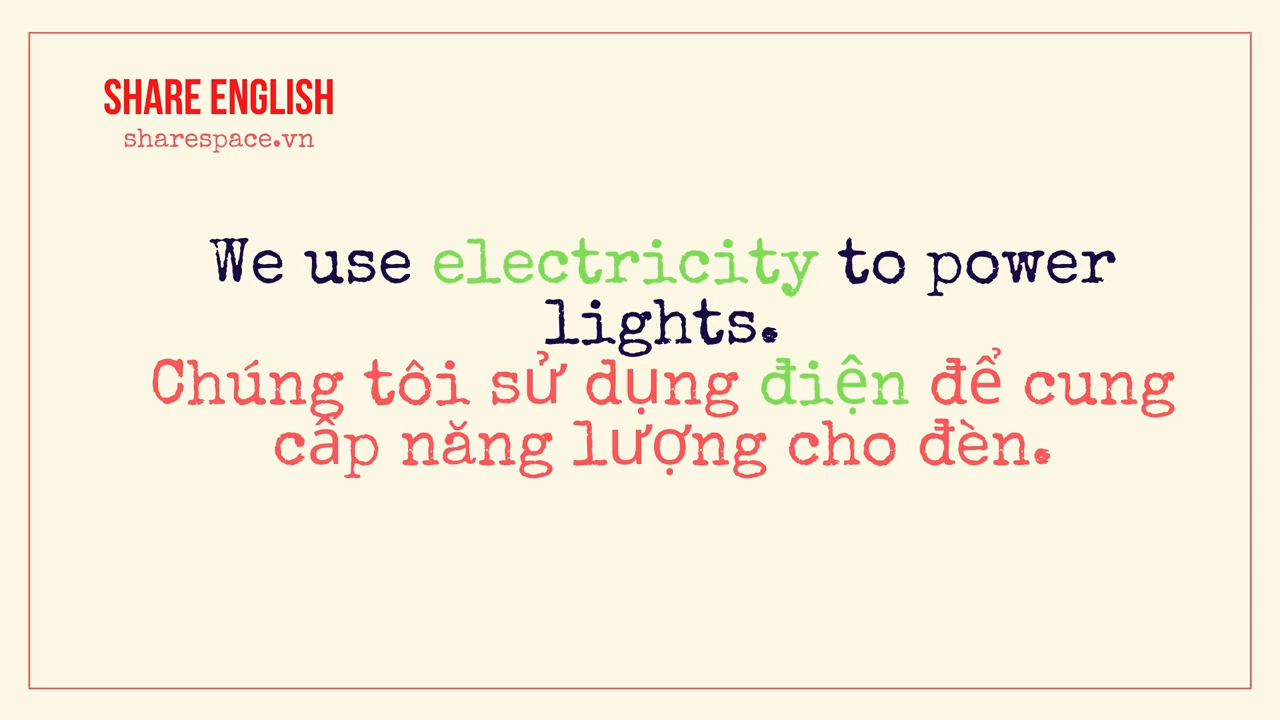 SHARE ENGLISH
sharespace.vn
We use electricity to power
lights.
Chúng tôi sử dụng điện để cung
cấp năng lượng cho đèn.